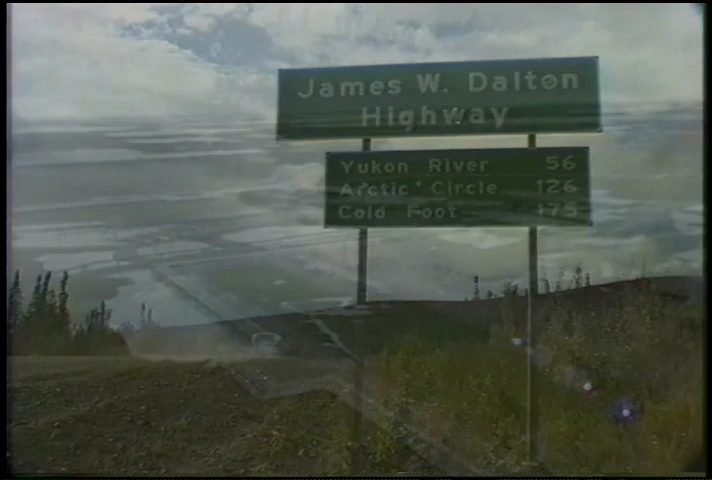 James W. Dalton
Highway
Yukon River 56
Arctic Circle 126
Cold Foot 175